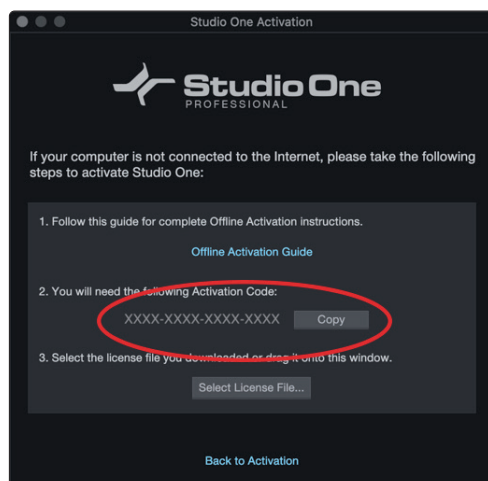 Studio One Activation
Studio One
PROFESSIONAL
If your computer is not connected to the Internet, please take the following
steps to activate Studio One:
1. Follow this guide for complete Offline Activation instructions.
Offline Activation Guide
2. You will need the following Activation Code:
XXXX-XXXX-XXXX-XXXX Copy
3. Select the license file you downloaded or drag it onto this window.
Select License File...
Back to Activation